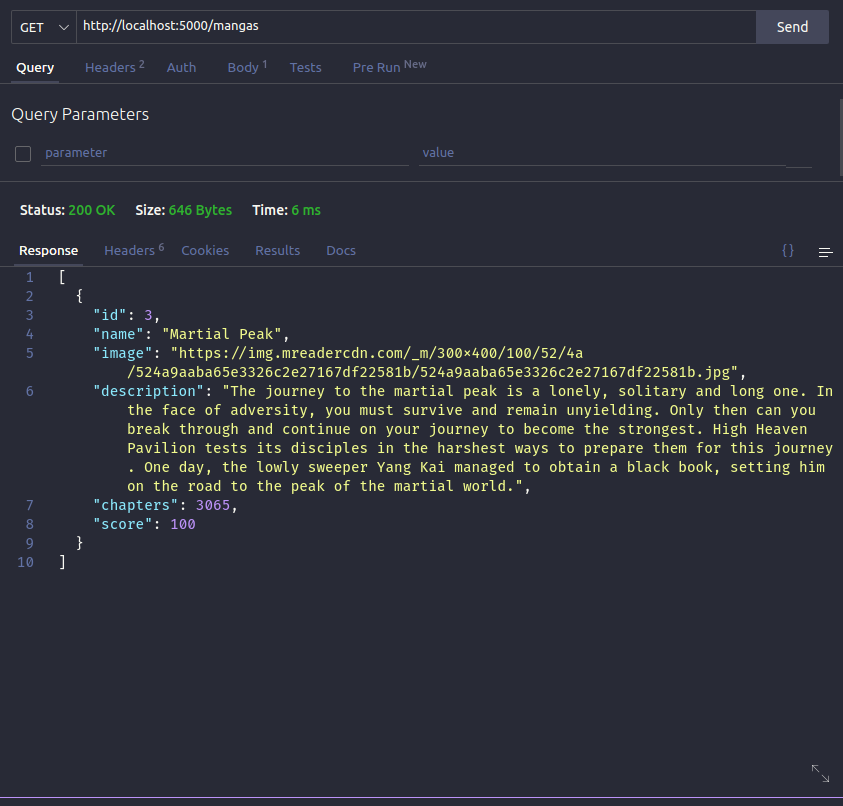 GET http://localhost:5000/mangas Send
Query Headers 2 Auth Body 1 Tests Pre Run New
Query Parameters
parameter value
Status: 200 OK Size: 646 Bytes Time: 6 ms
Response Headers 6 Cookies Results Docs {}
1 [
2 {
3 "id": 3,
4 "name": "Martial Peak",
5 "image": "https://img.mreadercdn.com/_m/300×400/100/52/4a
/524a9aaba65e3326c2e27167df22581b/524a9aaba65e3326c2e27167df22581b.jpg",
6 "description": "The journey to the martial peak is a lonely, solitary and long one. In
the face of adversity, you must survive and remain unyielding. Only then can you
break through and continue on your journey to become the strongest. High Heaven
Pavilion tests its disciples in the harshest ways to prepare them for this journey
. One day, the lowly sweeper Yang Kai managed to obtain a black book, setting him
on the road to the peak of the martial world.",
7 "chapters": 3065,
8 "score": 100
9 }
10 ]